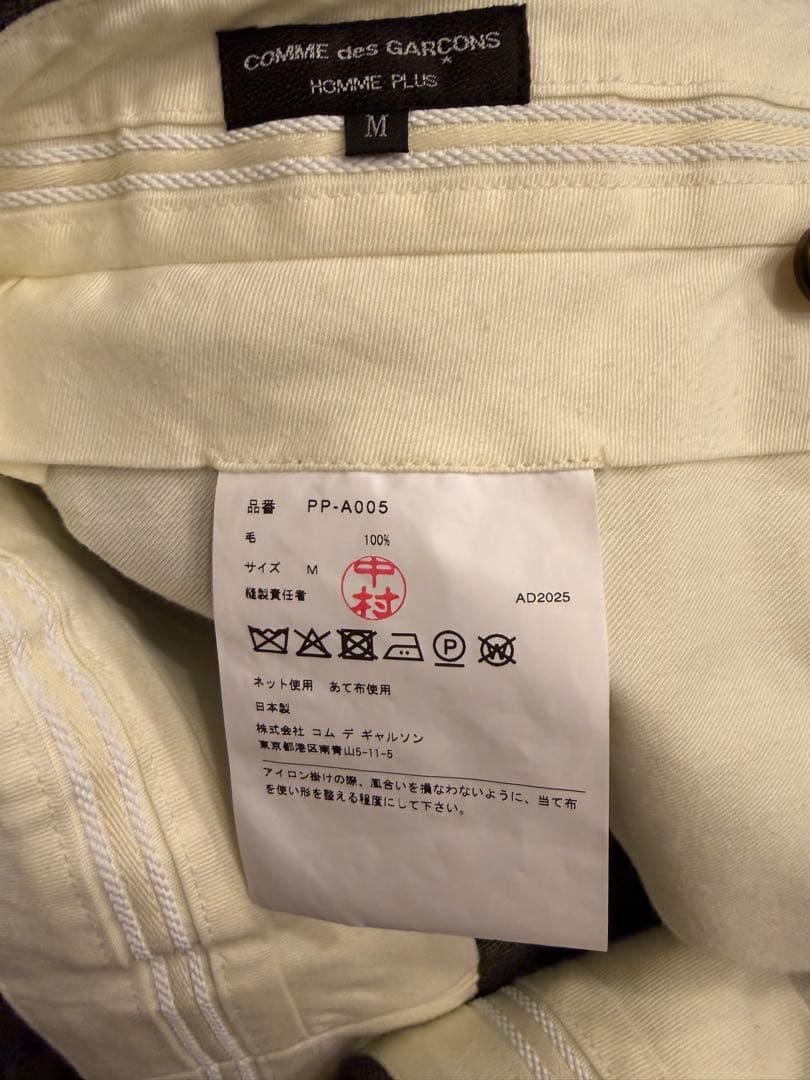 COMME des GARÇONS
HOMME PLUS
M
品番 PP-A005
毛 100%
サイズ M
縫製責任者 中村 AD2025
P W
ネット使用 あて布使用
日本製
株式会社 コム デ ギャルソン
東京都港区南青山5-11-5
アイロン掛けの際、風合いを損なわないように、当て布
を使い形を整える程度にして下さい。